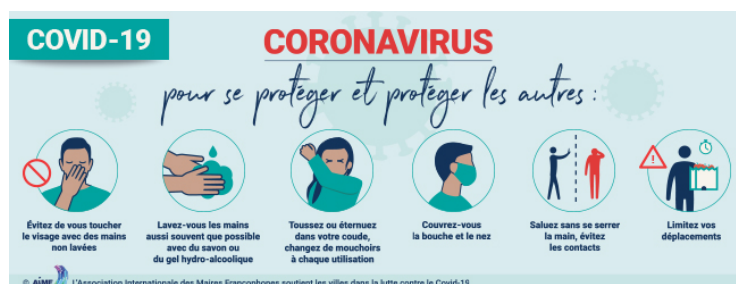 COVID-19
CORONAVIRUS
pour se protéger et protéger les autres :
Évitez de vous toucher
le visage avec des mains
non lavées
Lavez-vous les mains
aussi souvent que possible
avec du savon ou
du gel hydro-alcoolique
Toussez ou éternuez
dans votre coude,
changez de mouchoirs
à chaque utilisation
Couvrez-vous
la bouche et le nez
Saluez sans se serrer
la main, évitez
les contacts
Limitez vos
déplacements
© AIMF L'Association Internationale des Maires Francophones soutient les villes dans la lutte contre le Covid-19